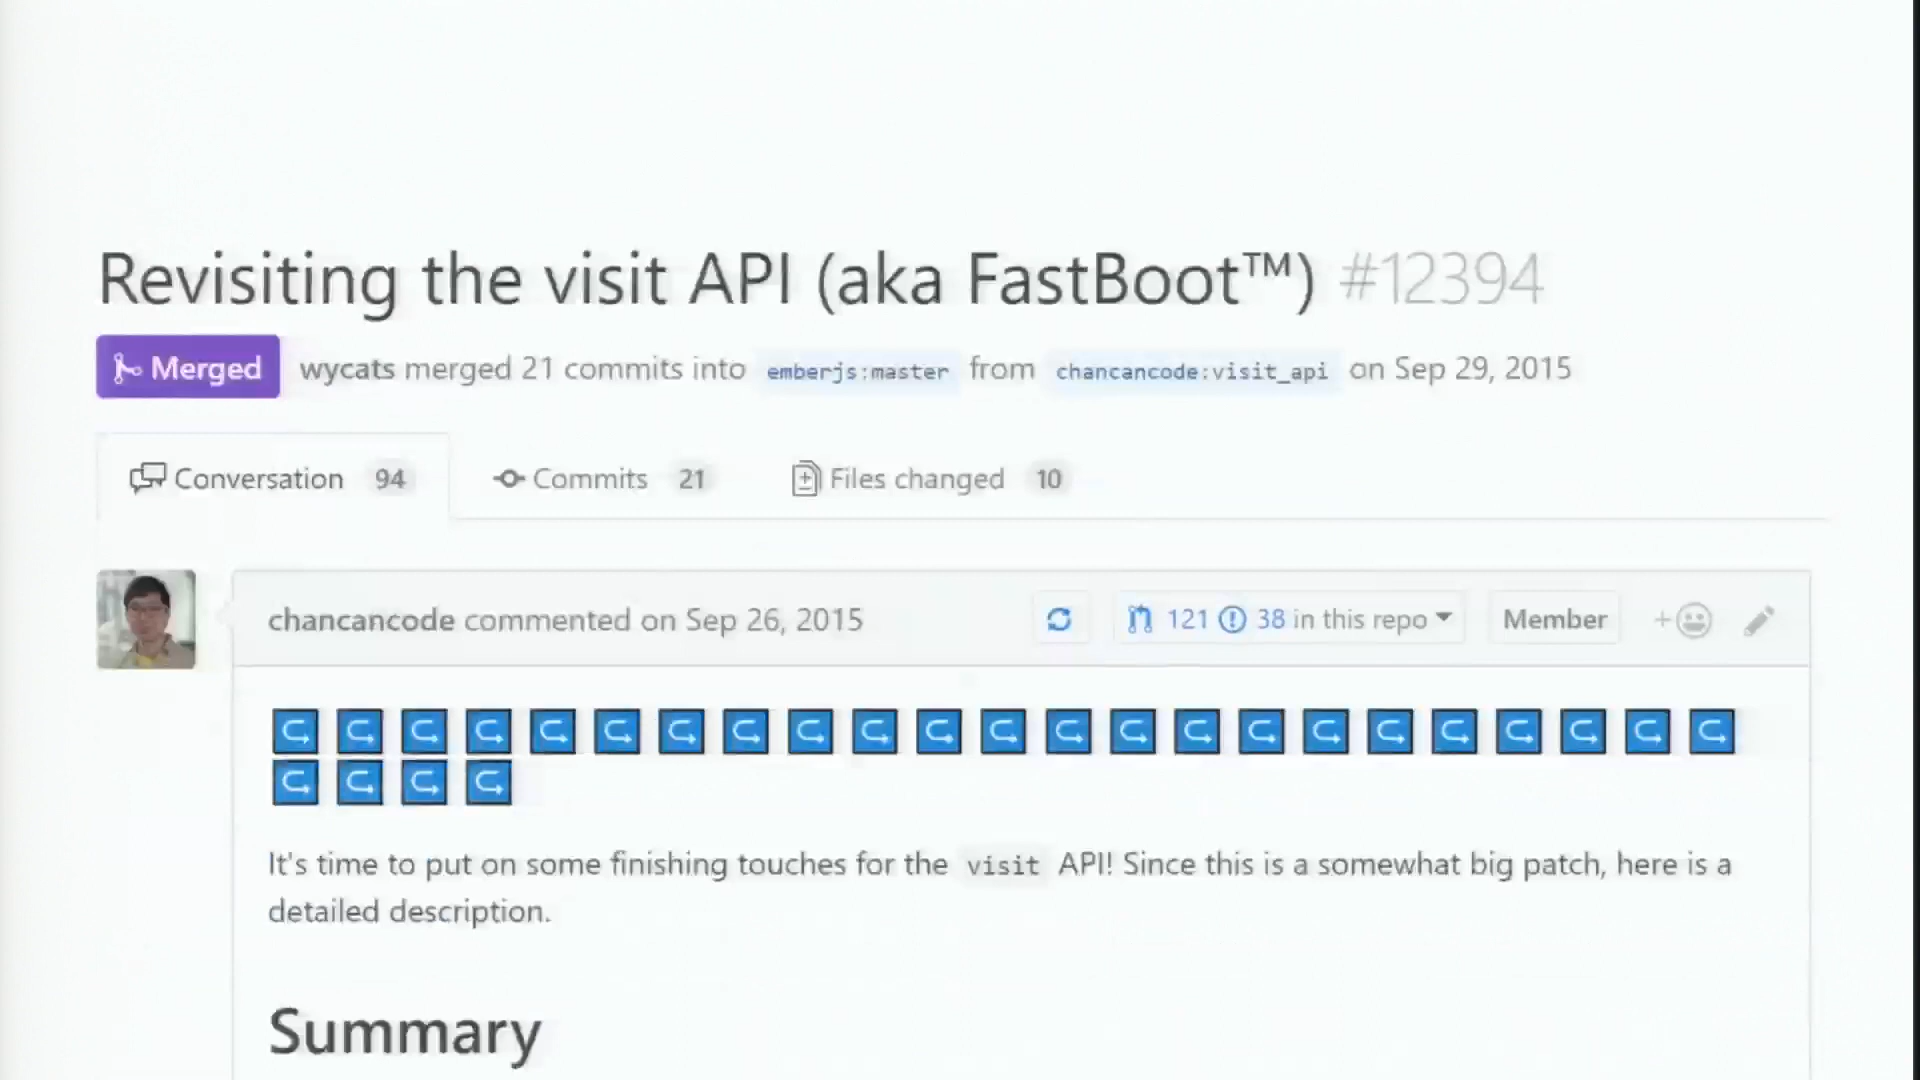 Revisiting the visit API (aka FastBoot™) #12394
Merged wycats merged 21 commits into emberjs:master from chancancode:visit_api on Sep 29, 2015
Conversation 94 Commits 21 Files changed 10
chancancode commented on Sep 26, 2015 121 38 in this repo Member
It's time to put on some finishing touches for the visit API! Since this is a somewhat big patch, here is a
detailed description.
Summary